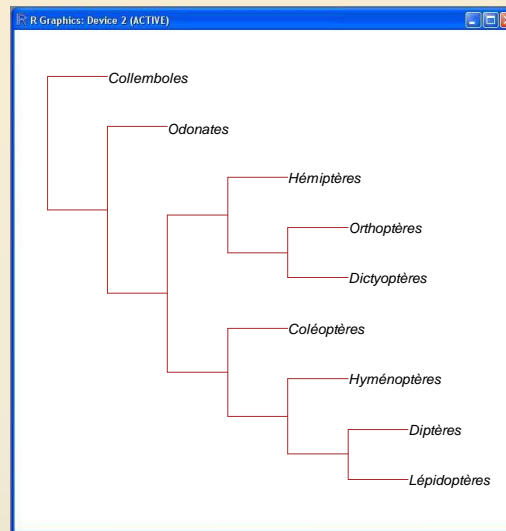 R Graphics: Device 2 (ACTIVE)
Collemboles
Odonates
Hémiptères
Orthoptères
Dictyoptères
Coléoptères
Hyménoptères
Diptères
Lépidoptères